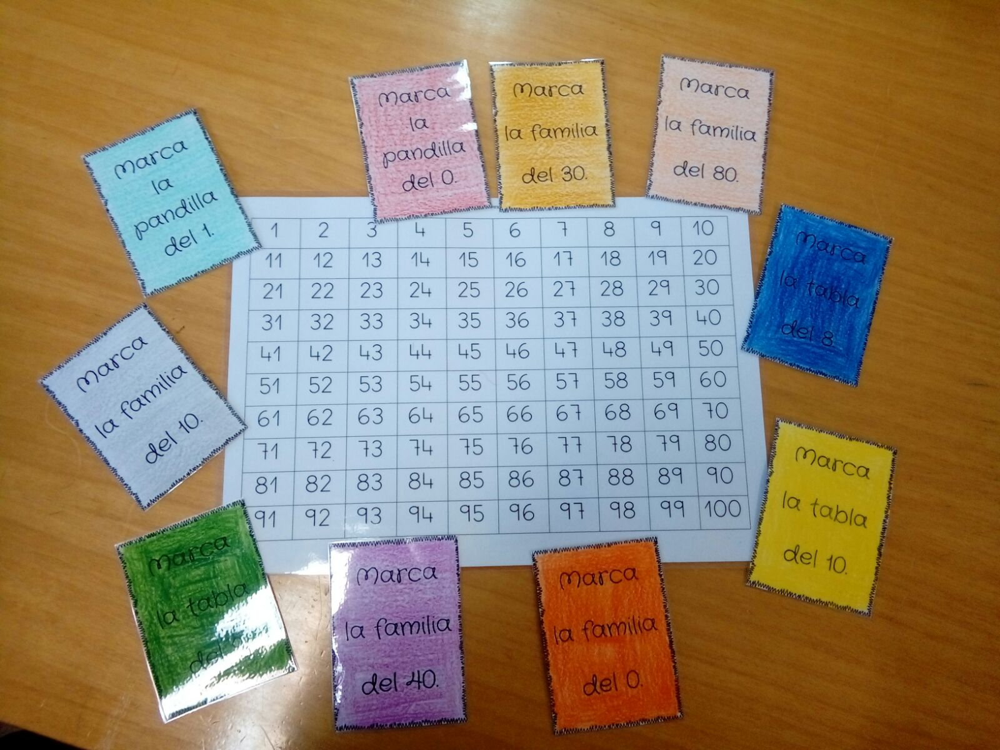 Marca
la
pandilla
del 0.
Marca
la familia
del 30.
Marca
la familia
del 80.
Marca
la
pandilla
del 1.
Marca
la tabla
del 8.
Marca
la familia
del 10.
Marca
la tabla
del 10.
Marca
la tabla
del
Marca
la familia
del 40.
Marca
la familia
del 0.
1 2 3 4 5 6 7 8 9 10
11 12 13 14 15 16 17 18 19 20
21 22 23 24 25 26 27 28 29 30
31 32 33 34 35 36 37 38 39 40
41 42 43 44 45 46 47 48 49 50
51 52 53 54 55 56 57 58 59 60
61 62 63 64 65 66 67 68 69 70
71 72 73 74 75 76 77 78 79 80
81 82 83 84 85 86 87 88 89 90
91 92 93 94 95 96 97 98 99 100